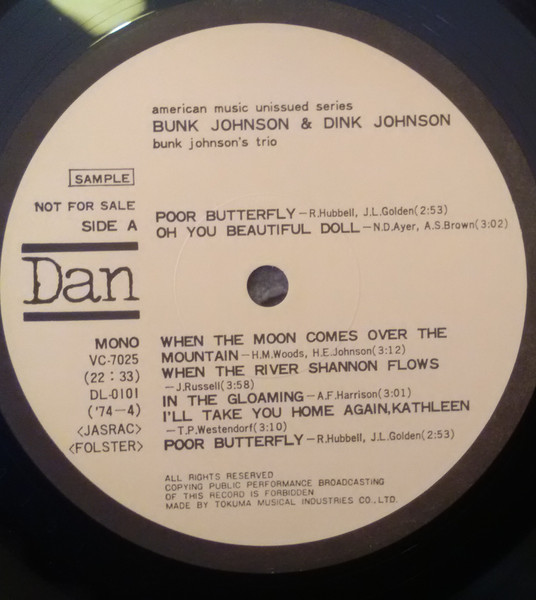 american music unissued series
BUNK JOHNSON & DINK JOHNSON
bunk johnson's trio
SAMPLE
NOT FOR SALE
SIDE A
POOR BUTTERFLY—R.Hubbell, J.L.Golden(2:53)
OH YOU BEAUTIFUL DOLL—N.D.Ayer, A.S.Brown(3:02)
Dan
MONO
VC-7025
(22:33)
DL-0101
('74-4)
<JASRAC>
<FOLSTER>
WHEN THE MOON COMES OVER THE
MOUNTAIN—H.M.Woods, H.E.Johnson(3:12)
WHEN THE RIVER SHANNON FLOWS
—J.Russell(3:58)
IN THE GLOAMING—A.F.Harrison(3:01)
I'LL TAKE YOU HOME AGAIN,KATHLEEN
—T.P.Westendorf(3:10)
POOR BUTTERFLY—R.Hubbell, J.L.Golden(2:53)
ALL RIGHTS RESERVED
COPYING PUBLIC PERFORMANCE BROADCASTING
OF THIS RECORD IS FORBIDDEN
MADE BY TOKUMA MUSICAL INDUSTRIES CO.,LTD.